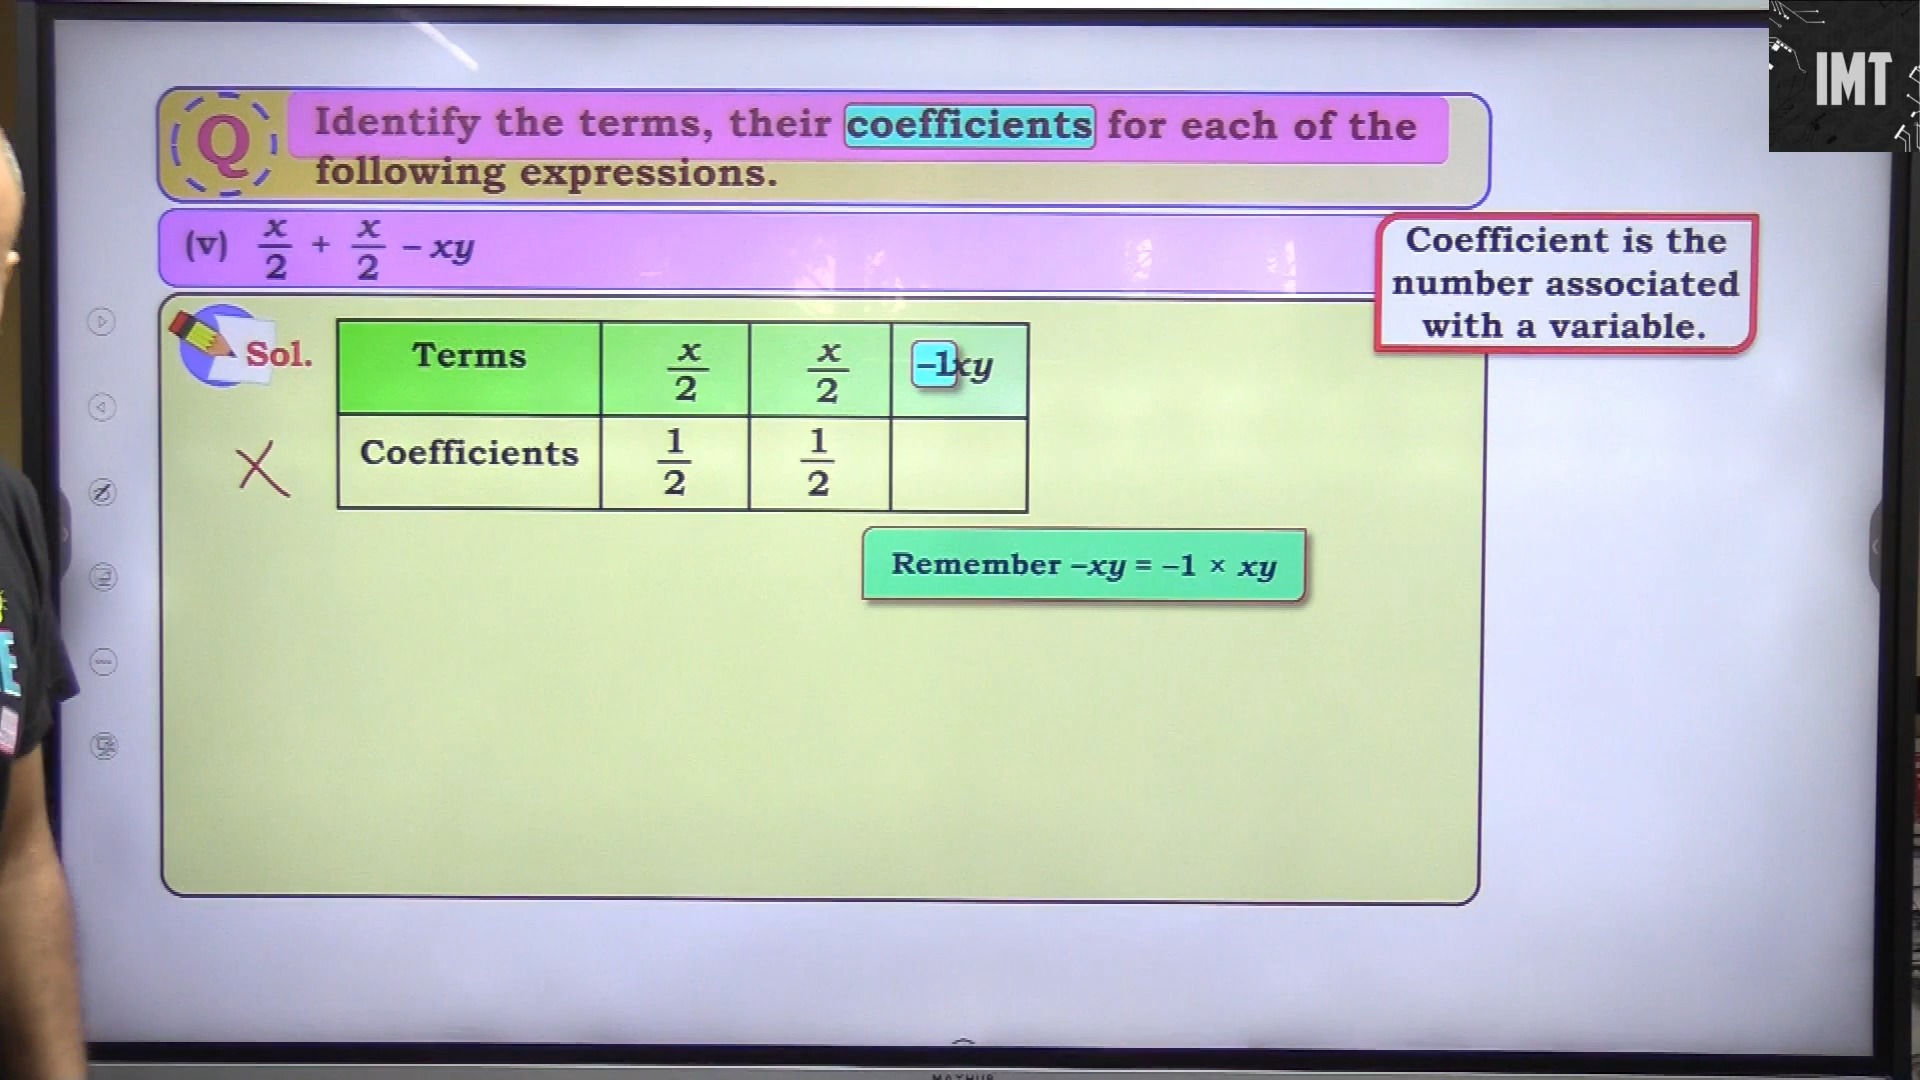 IMT
Q Identify the terms, their coefficients for each of the
following expressions.
(v) x/2 + x/2 – xy
Coefficient is the
number associated
with a variable.
Sol.
Terms x/2 x/2 –1xy
Coefficients 1/2 1/2
X
Remember –xy = –1 × xy
E